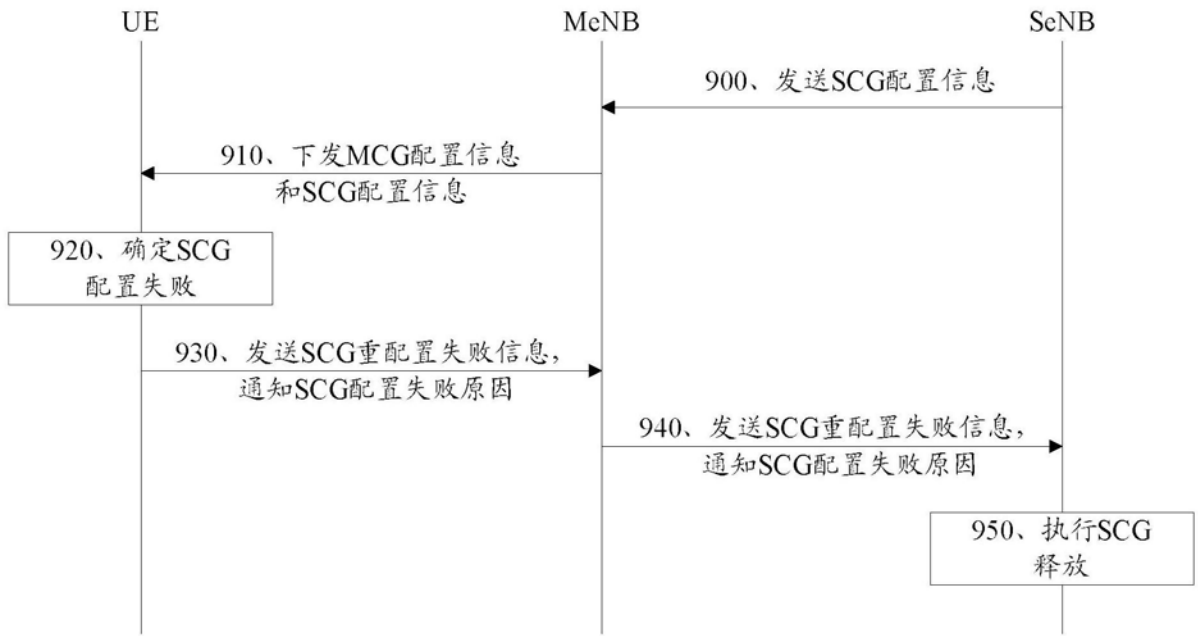 UE
MeNB
SeNB
900、发送SCG配置信息
910、下发MCG配置信息
和SCG配置信息
920、确定SCG
配置失败
930、发送SCG重配置失败信息，
通知SCG配置失败原因
940、发送SCG重配置失败信息，
通知SCG配置失败原因
950、执行SCG
释放